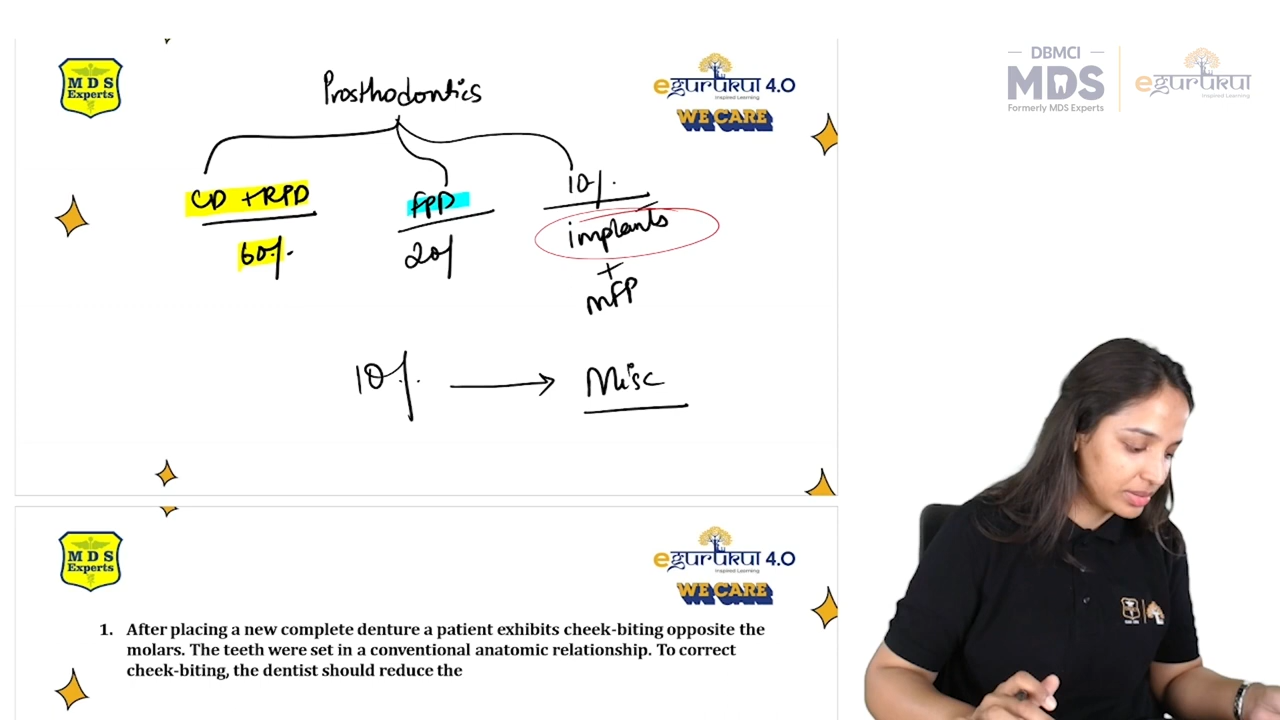 MDS
Experts
Prosthodontics
egurukul 4.0
Inspired Learning
WE CARE
DBMCI
MDS
Formerly MDS Experts
egurukul
Inspired Learning
CD + RPD
60%.
FPD
20%
10%.
implants
+
MFP
10%. → Misc
MDS
Experts
egurukul 4.0
Inspired Learning
WE CARE
1. After placing a new complete denture a patient exhibits cheek-biting opposite the
molars. The teeth were set in a conventional anatomic relationship. To correct
cheek-biting, the dentist should reduce the